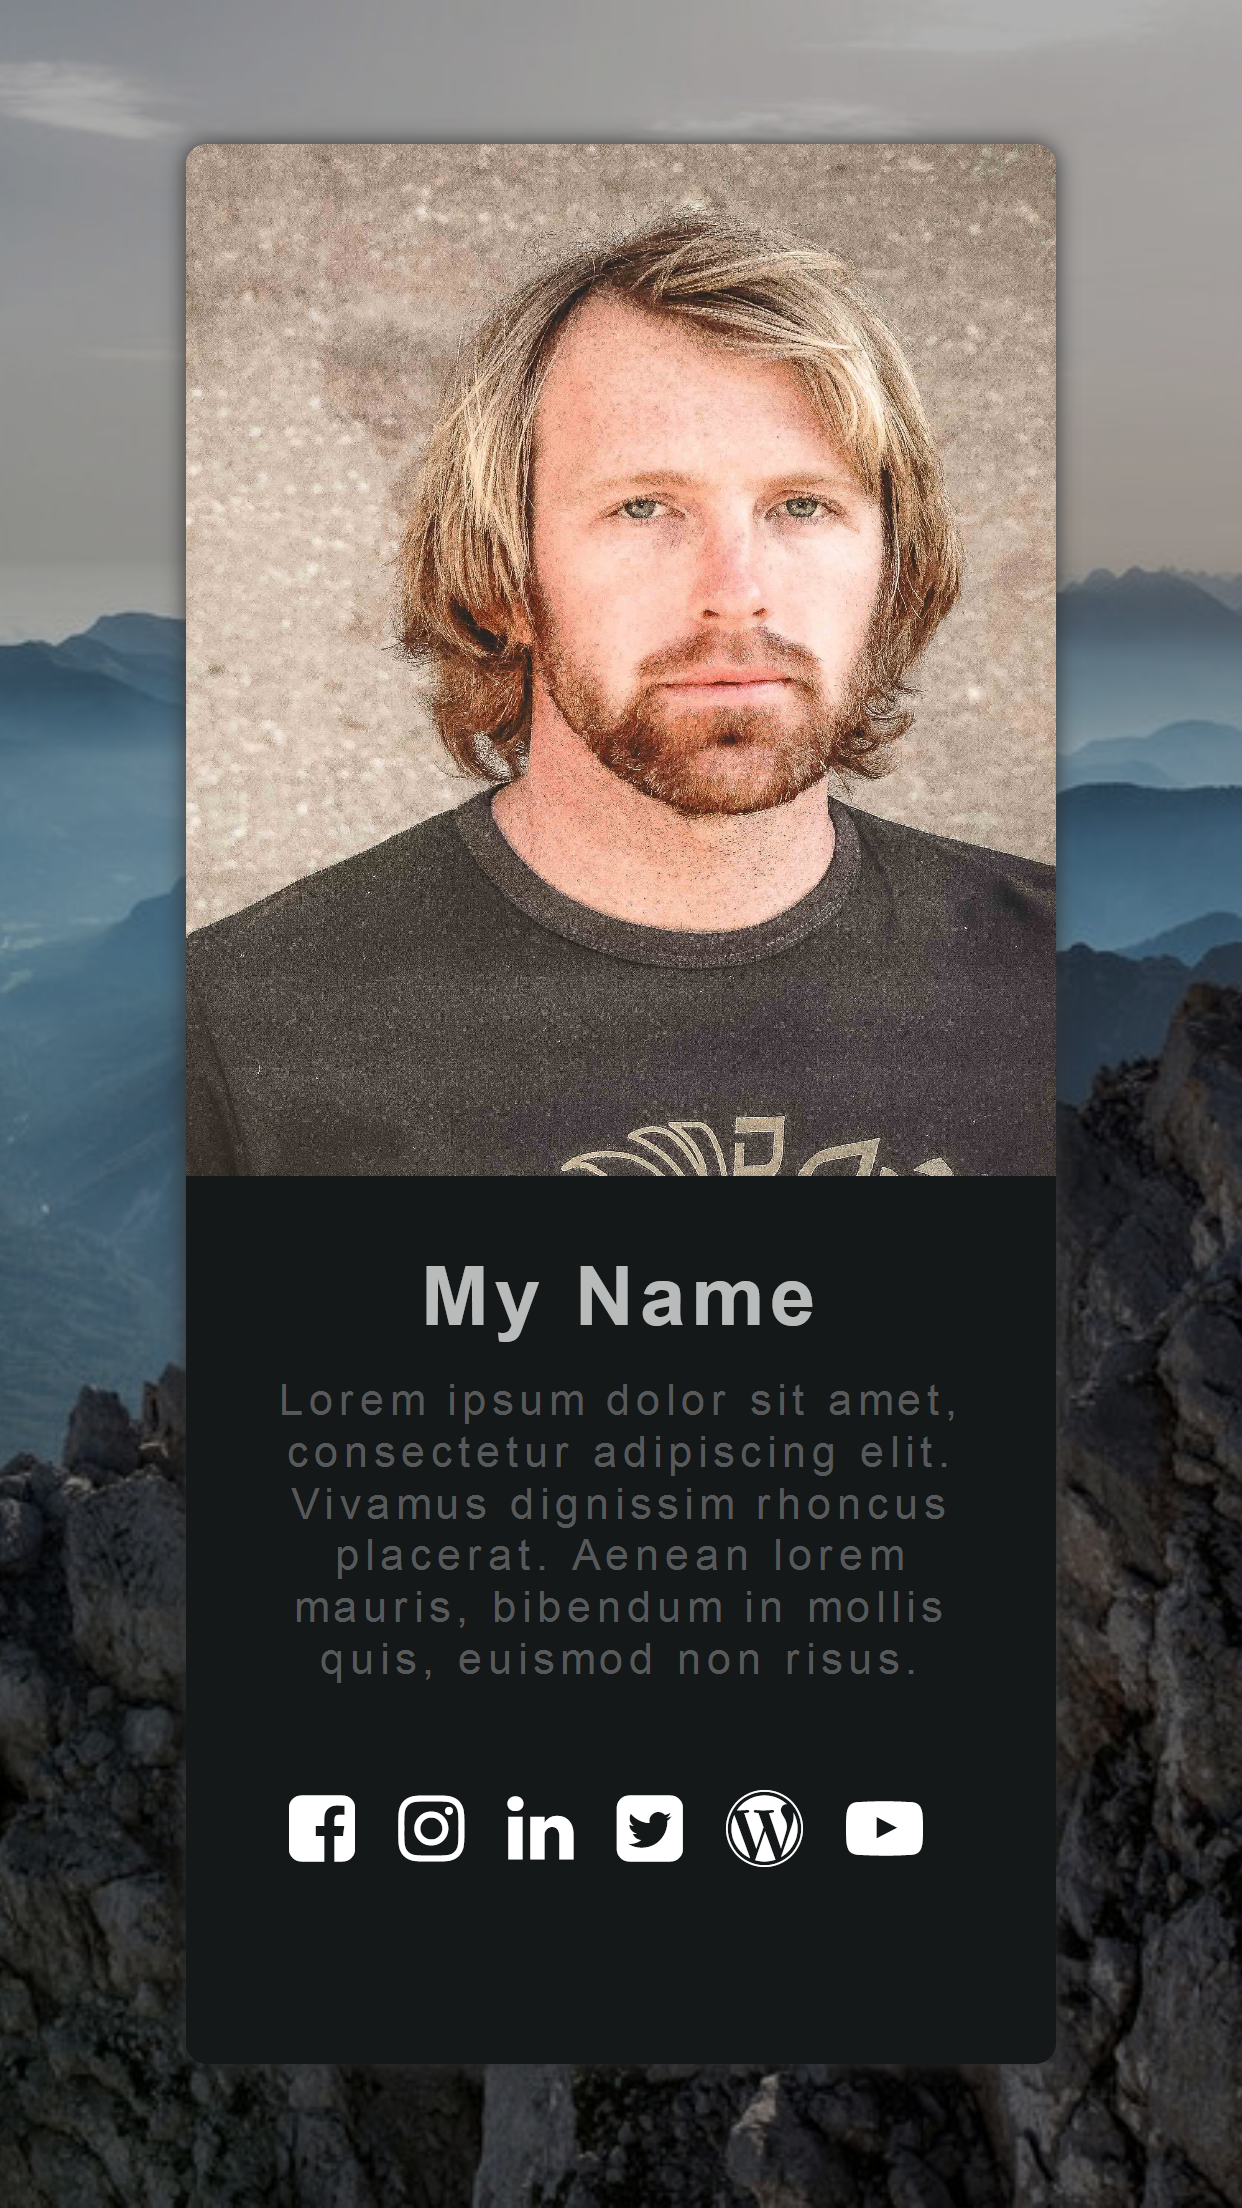 My Name
Lorem ipsum dolor sit amet,
consectetur adipiscing elit.
Vivamus dignissim rhoncus
placerat. Aenean lorem
mauris, bibendum in mollis
quis, euismod non risus.